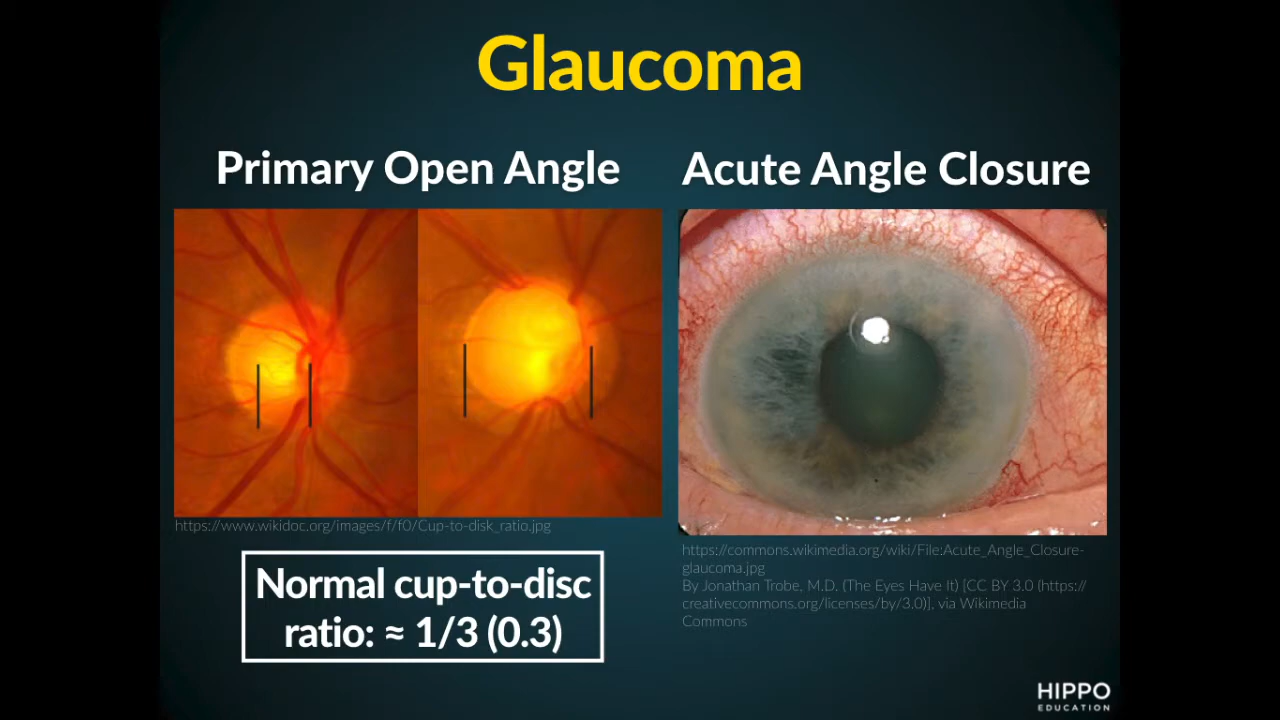 Glaucoma
Primary Open Angle
Acute Angle Closure
https://www.wikidoc.org/images/f/f0/Cup-to-disk_ratio.jpg
Normal cup-to-disc
ratio: ≈ 1/3 (0.3)
https://commons.wikimedia.org/wiki/File:Acute_Angle_Closure-
glaucoma.jpg
By Jonathan Trobe, M.D. (The Eyes Have It) [CC BY 3.0 (https://
creativecommons.org/licenses/by/3.0)], via Wikimedia
Commons
HIPPO
EDUCATION